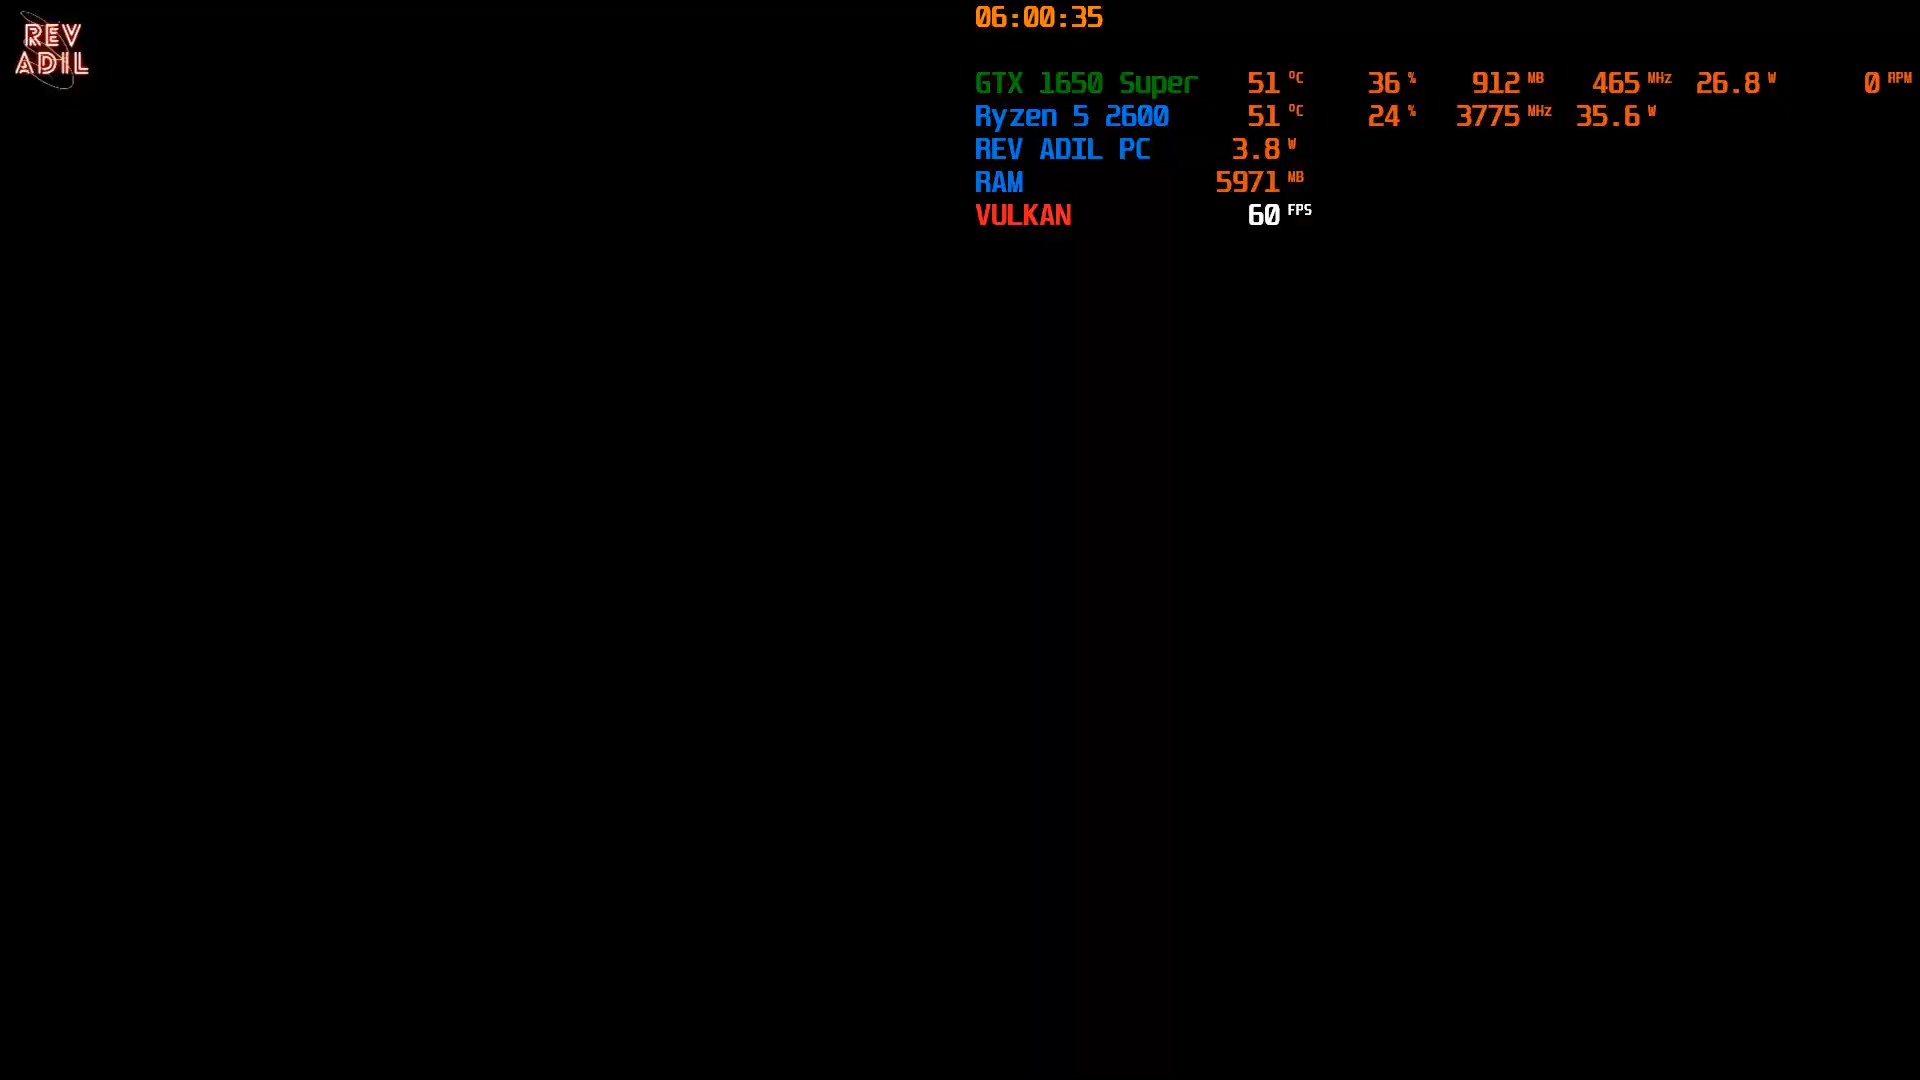 REV
ADIL
06:00:35
GTX 1650 Super 51 °C 36 % 912 MB 465 MHz 26.8 W 0 RPM
Ryzen 5 2600 51 °C 24 % 3775 MHz 35.6 W
REV ADIL PC 3.8 W
RAM 5971 MB
VULKAN 60 FPS